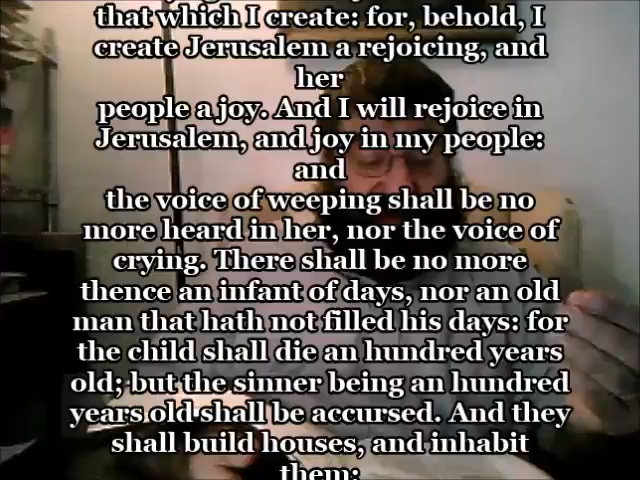 that which I create: for, behold, I
create Jerusalem a rejoicing, and
her
people a joy. And I will rejoice in
Jerusalem, and joy in my people:
and
the voice of weeping shall be no
more heard in her, nor the voice of
crying. There shall be no more
thence an infant of days, nor an old
man that hath not filled his days: for
the child shall die an hundred years
old; but the sinner being an hundred
years old shall be accursed. And they
shall build houses, and inhabit
them: